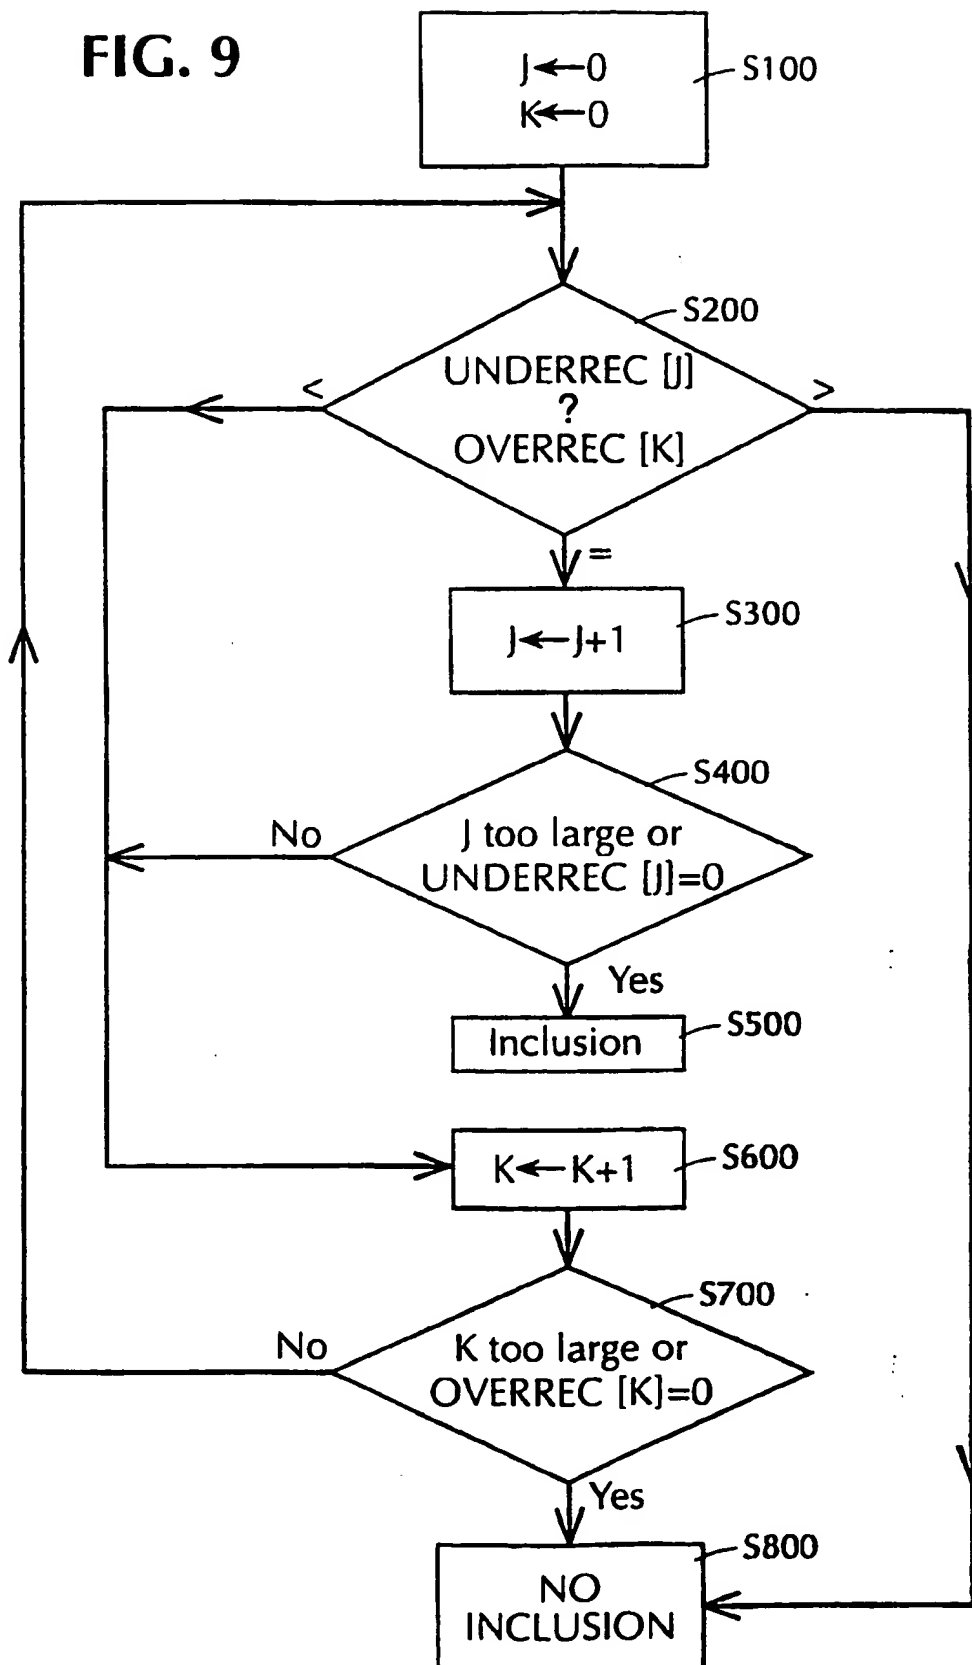 FIG. 9
J←0
K←0
S100
S200
UNDERREC [J]
?
OVERREC [K]
<
>
=
S300
J←J+1
S400
J too large or
UNDERREC [J]=0
No
Yes
Inclusion
S500
K←K+1
S600
S700
K too large or
OVERREC [K]=0
No
Yes
S800
NO
INCLUSION